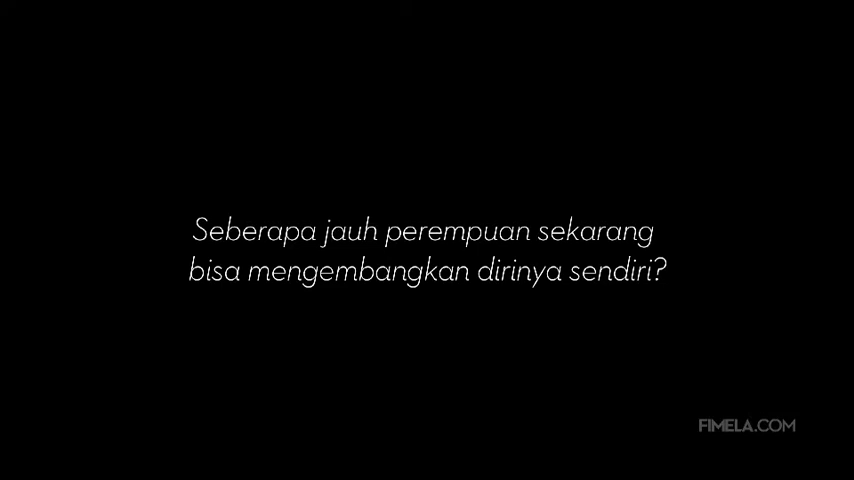 Seberapa jauh perempuan sekarang
bisa mengembangkan dirinya sendiri?
FIMELA.COM